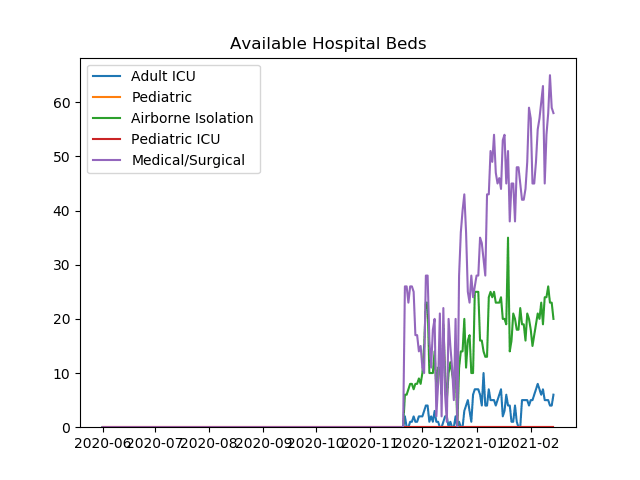 Available Hospital Beds
Adult ICU
Pediatric
Airborne Isolation
Pediatric ICU
Medical/Surgical
60
50
40
30
20
10
0
2020-06 2020-07 2020-08 2020-09 2020-10 2020-11 2020-12 2021-01 2021-02